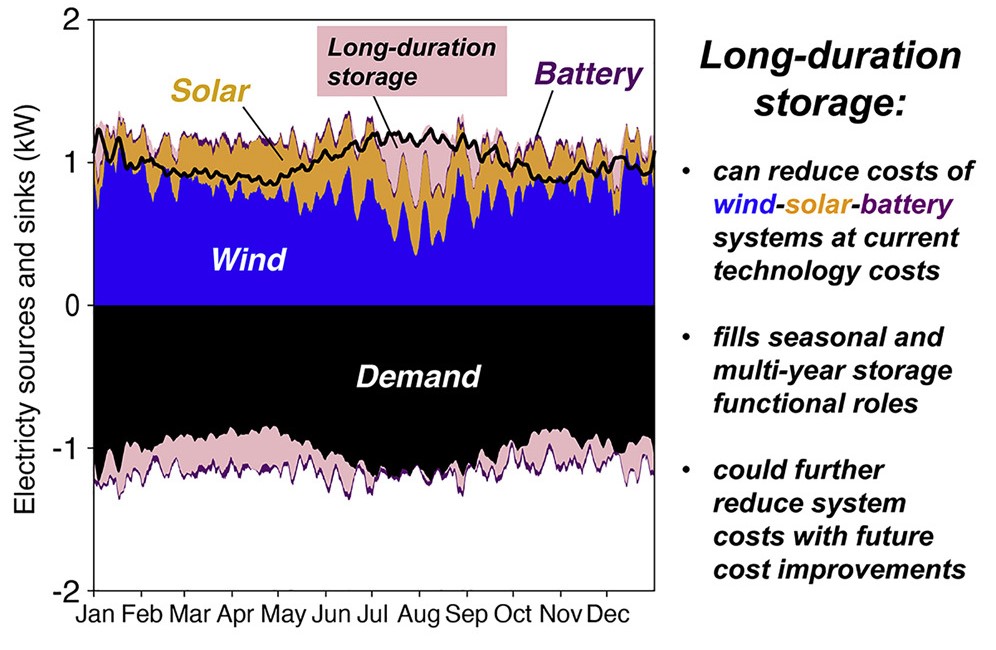 Electricty sources and sinks (kW)
2
1
0
-1
-2
Solar
Long-duration
storage
Battery
Wind
Demand
Jan Feb Mar Apr May Jun Jul Aug Sep Oct Nov Dec
Long-duration
storage:
• can reduce costs of
wind-solar-battery
systems at current
technology costs
• fills seasonal and
multi-year storage
functional roles
• could further
reduce system
costs with future
cost improvements